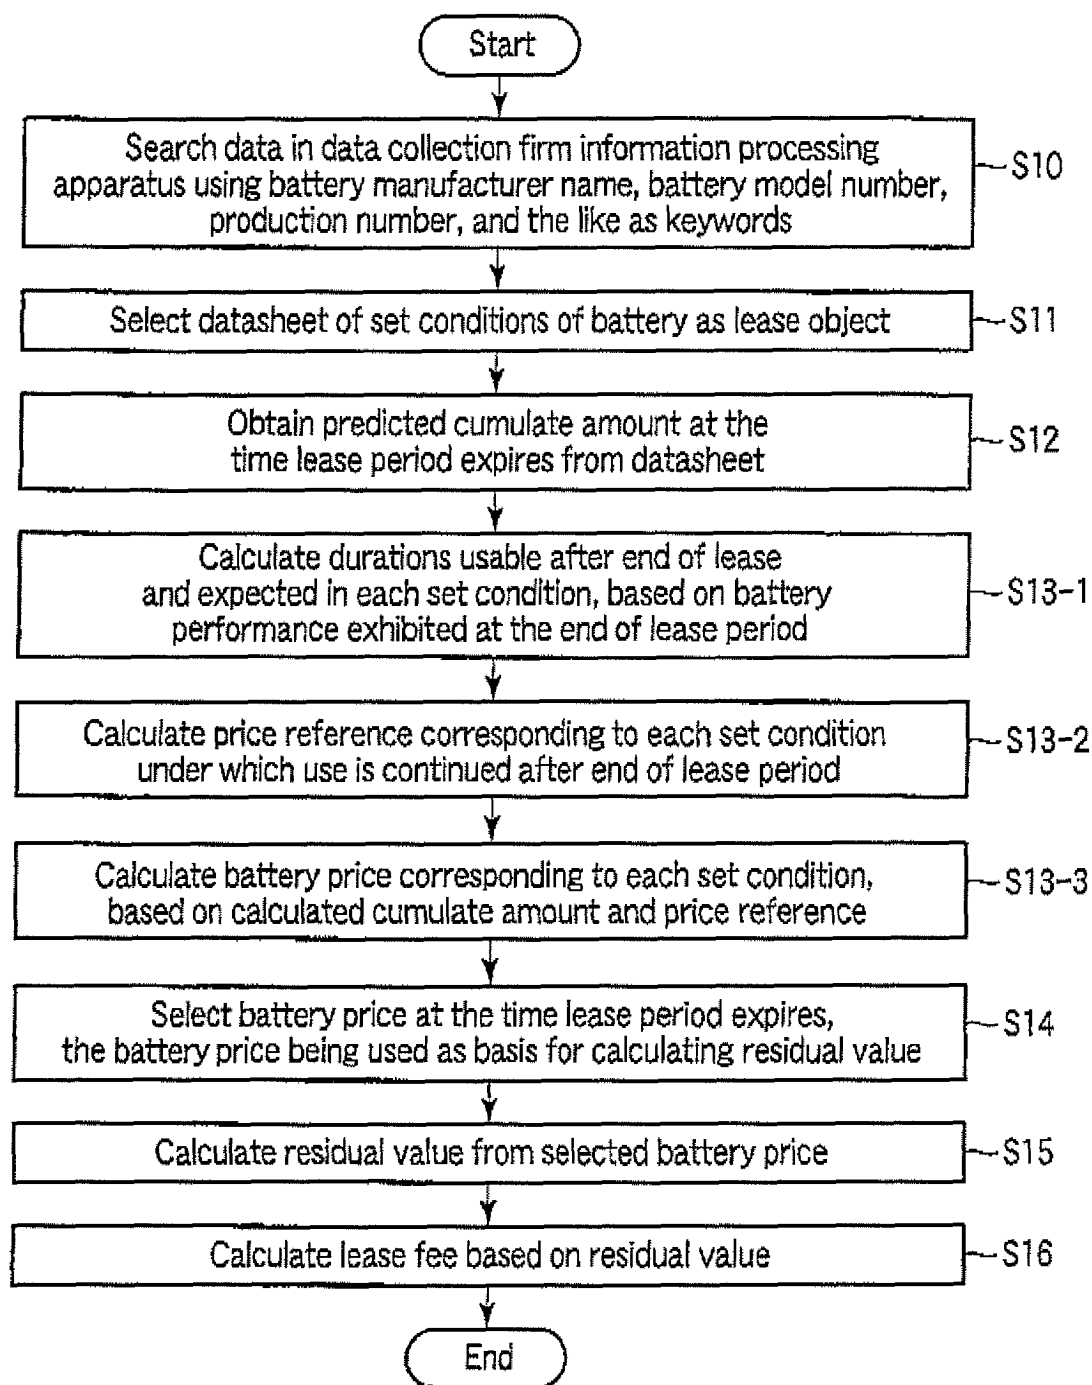 Start
Search data in data collection firm information processing
apparatus using battery manufacturer name, battery model number,
production number, and the like as keywords
S10
Select datasheet of set conditions of battery as lease object
S11
Obtain predicted cumulate amount at the
time lease period expires from datasheet
S12
Calculate durations usable after end of lease
and expected in each set condition, based on battery
performance exhibited at the end of lease period
S13-1
Calculate price reference corresponding to each set condition
under which use is continued after end of lease period
S13-2
Calculate battery price corresponding to each set condition,
based on calculated cumulate amount and price reference
S13-3
Select battery price at the time lease period expires,
the battery price being used as basis for calculating residual value
S14
Calculate residual value from selected battery price
S15
Calculate lease fee based on residual value
S16
End